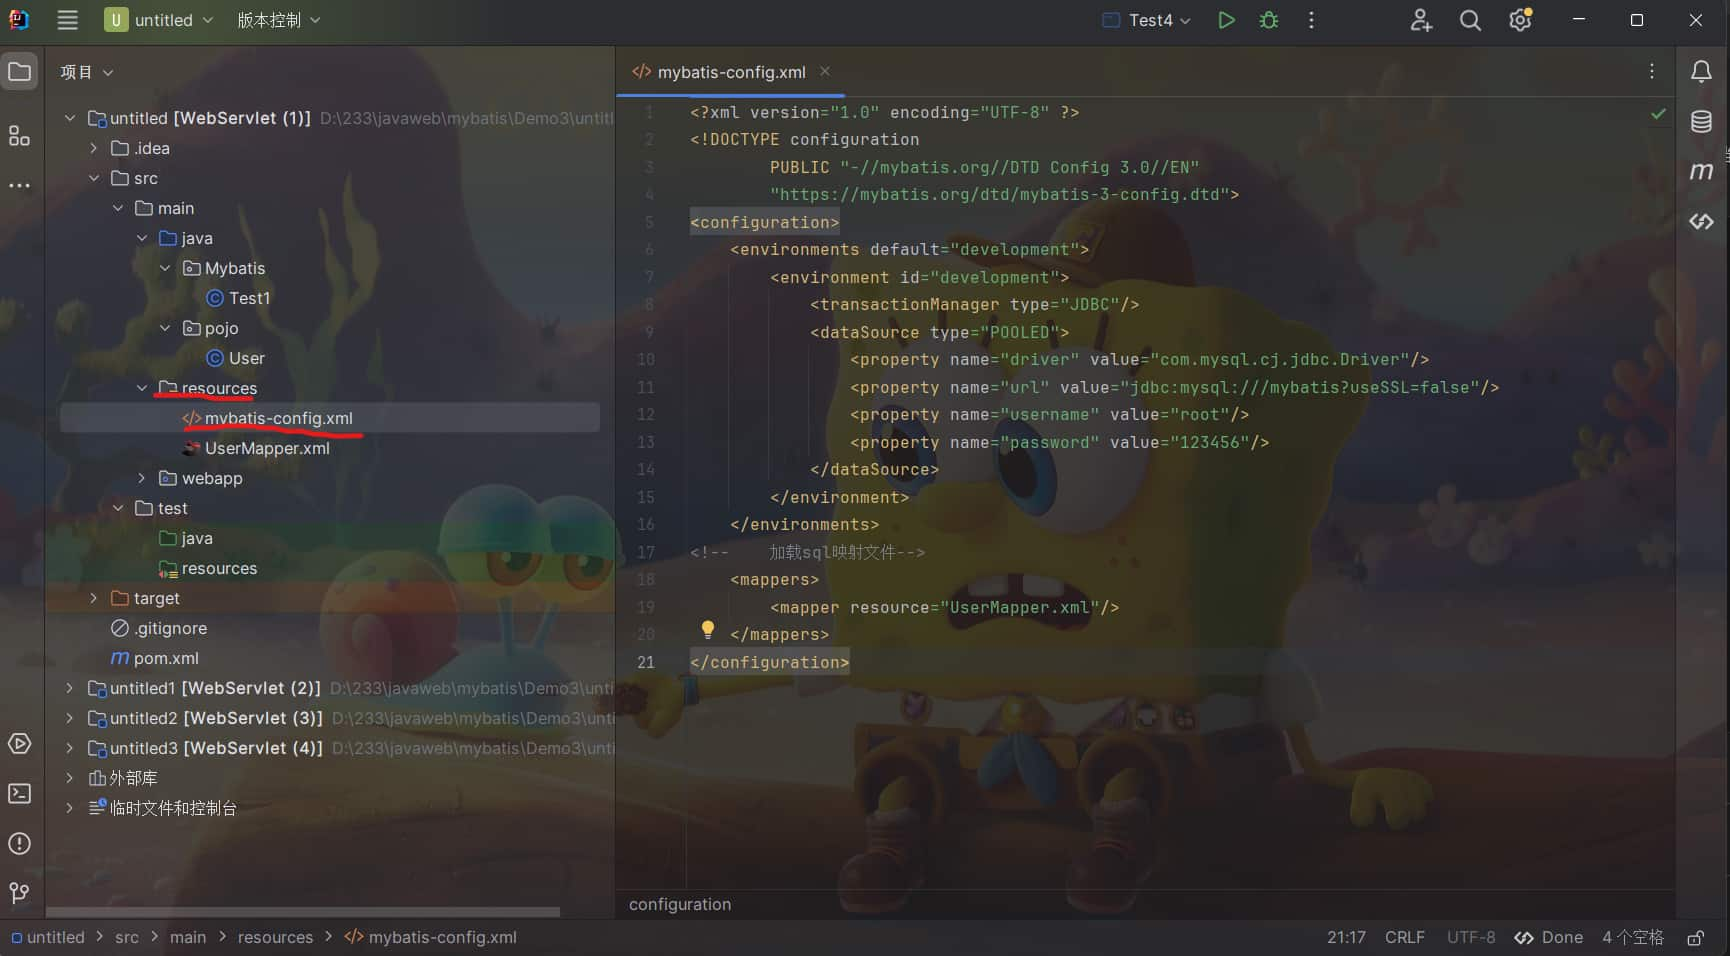 U untitled 版本控制 Test4
项目
untitled [WebServlet (1)] D:\233\javaweb\mybatis\Demo3\untitl
.idea
src
main
java
Mybatis
Test1
pojo
User
resources
mybatis-config.xml
UserMapper.xml
webapp
test
java
resources
target
.gitignore
m pom.xml
untitled1 [WebServlet (2)] D:\233\javaweb\mybatis\Demo3\unti
untitled2 [WebServlet (3)] D:\233\javaweb\mybatis\Demo3\unti
untitled3 [WebServlet (4)] D:\233\javaweb\mybatis\Demo3\unti
外部库
临时文件和控制台
mybatis-config.xml
1 <?xml version="1.0" encoding="UTF-8" ?>
2 <!DOCTYPE configuration
3 PUBLIC "-//mybatis.org//DTD Config 3.0//EN"
4 "https://mybatis.org/dtd/mybatis-3-config.dtd">
5 <configuration>
6 <environments default="development">
7 <environment id="development">
8 <transactionManager type="JDBC"/>
9 <dataSource type="POOLED">
10 <property name="driver" value="com.mysql.cj.jdbc.Driver"/>
11 <property name="url" value="jdbc:mysql:///mybatis?useSSL=false"/>
12 <property name="username" value="root"/>
13 <property name="password" value="123456"/>
14 </dataSource>
15 </environment>
16 </environments>
17 <!-- 加载sql映射文件-->
18 <mappers>
19 <mapper resource="UserMapper.xml"/>
20 </mappers>
21 </configuration>
configuration
untitled > src > main > resources > mybatis-config.xml 21:17 CRLF UTF-8 Done 4 个空格